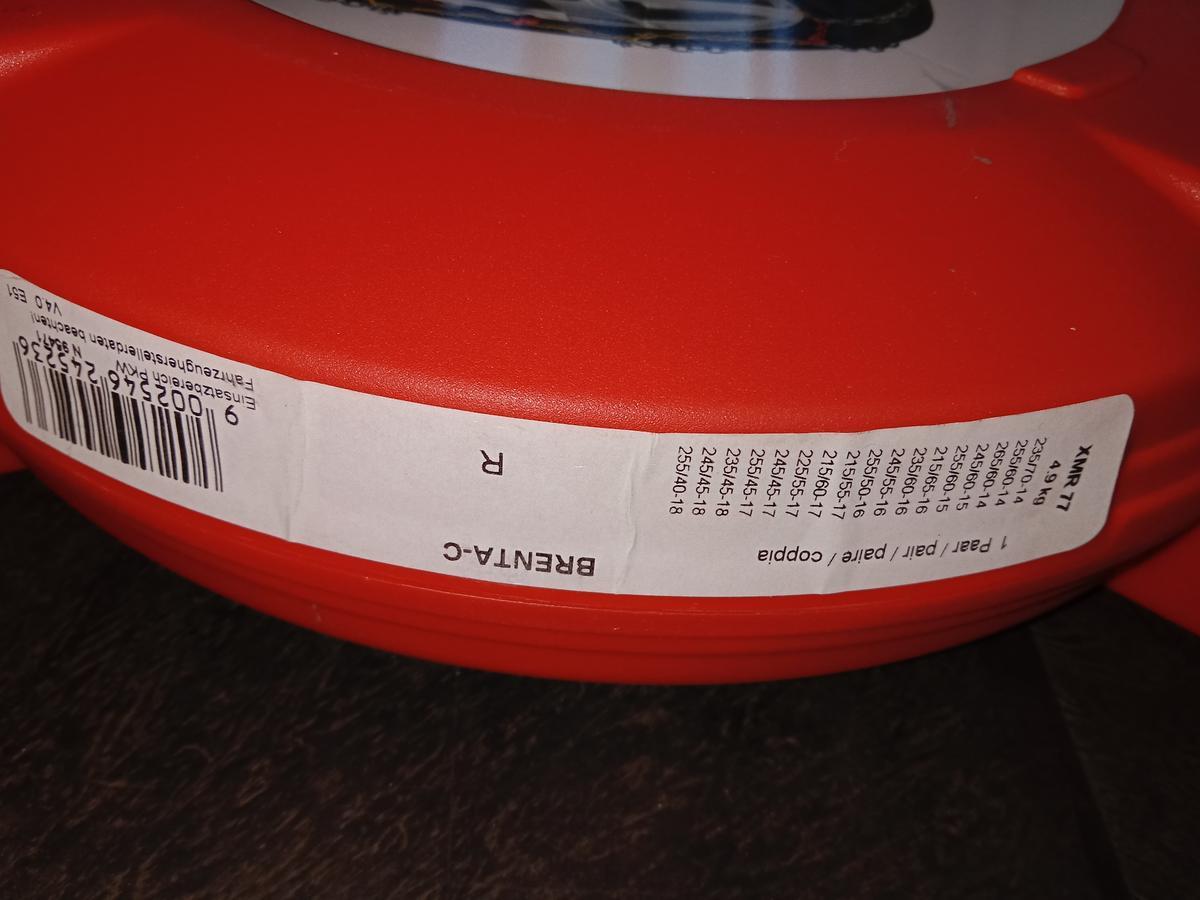 XMR 77
4.9 kg
235/70-14
255/60-14
265/60-14
245/60-14
255/60-15
215/65-15
235/60-16
245/55-16
255/50-16
215/55-17
215/60-17
225/55-17
245/45-17
255/45-17
235/45-18
245/45-18
255/40-18
1 Paar / pair / paire / coppia
BRENTA-C
R
9 002546 245236
Einsatzbereich PKW
Fahrzeugherstellerdaten beachten!
N 95471
V4.0 E51